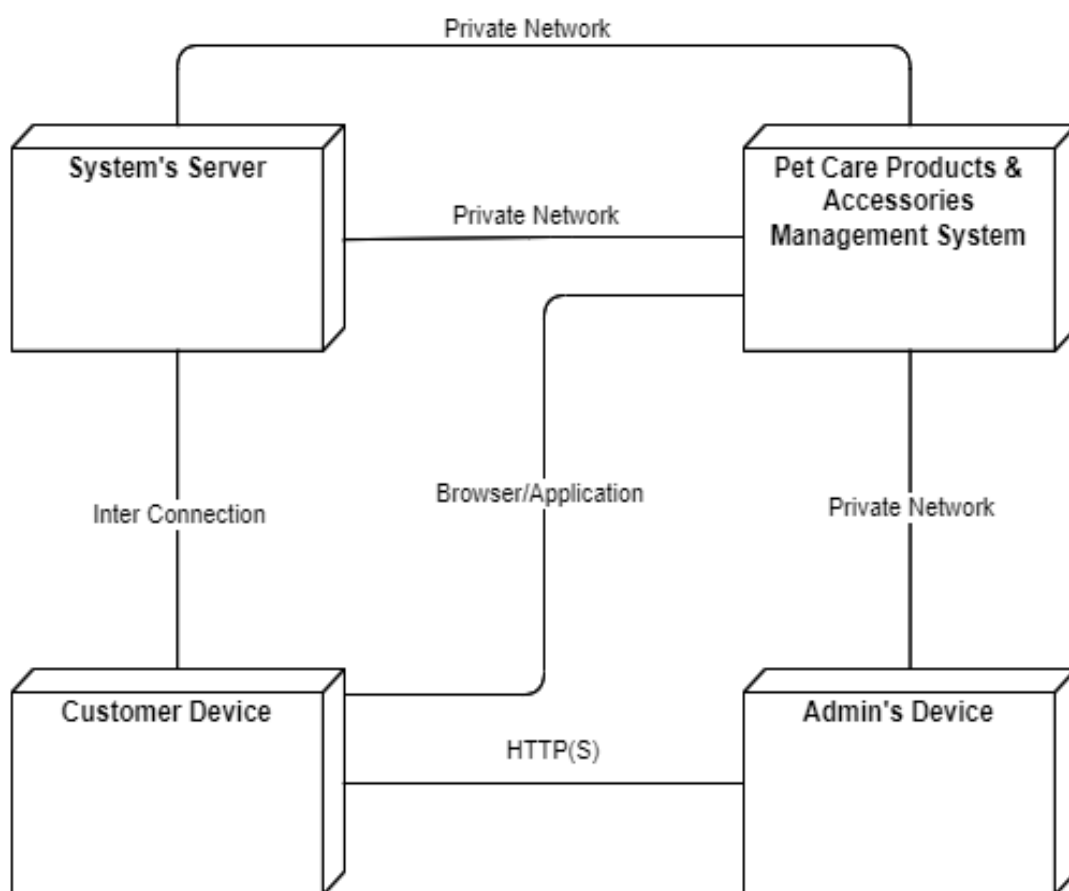 Private Network
System's Server
Pet Care Products &
Accessories
Management System
Private Network
Browser/Application
Inter Connection
Private Network
Customer Device
Admin's Device
HTTP(S)